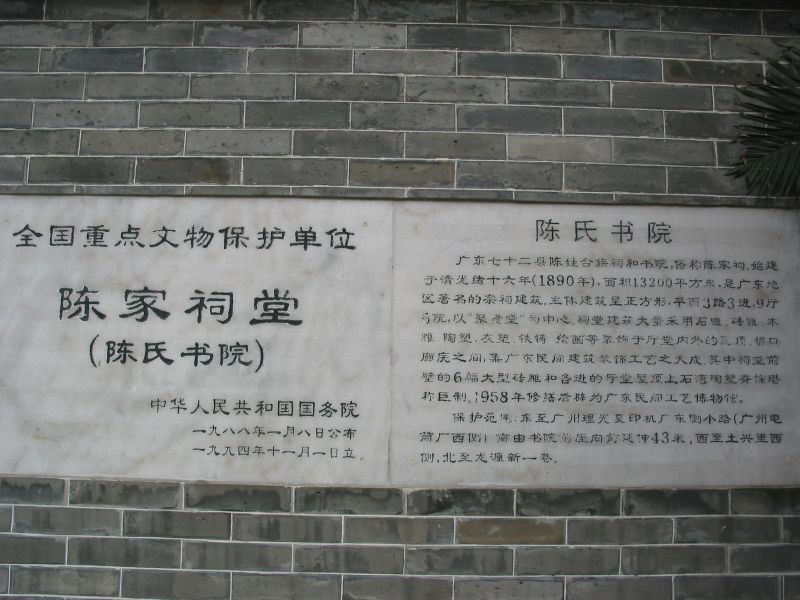 全国重点文物保护单位
陈家祠堂
(陈氏书院)
中华人民共和国国务院
一九八八年一月八日公布
一九九四年十一月一日立
陈氏书院
广东七十二县陈姓合族祠和书院,俗称陈家祠,始建
于清光绪十六年(1890年),面积13200平方米,是广东地
区著名的宗祠建筑,主体建筑呈正方形,平面3路3进,9厅
院,以“聚贤堂”为中心,祠堂建筑大量采用石雕、砖雕、木
雕、陶塑、灰塑、铁铸、绘画等装饰于厅堂内外的瓦顶、檐口
廊庑之间,集广东民间建筑装饰工艺之大成,其中祠堂前
壁的6幅大型砖雕和各进的厅堂屋顶上石湾陶塑脊饰堪
称巨制。1958年修缮后辟为广东民间工艺博物馆。
保护范围:东至广州理光复印机厂东侧小路(广州电
筒厂西侧)南由书院前座向前延伸43米,西至土兴里西
侧,北至龙源新一巷。